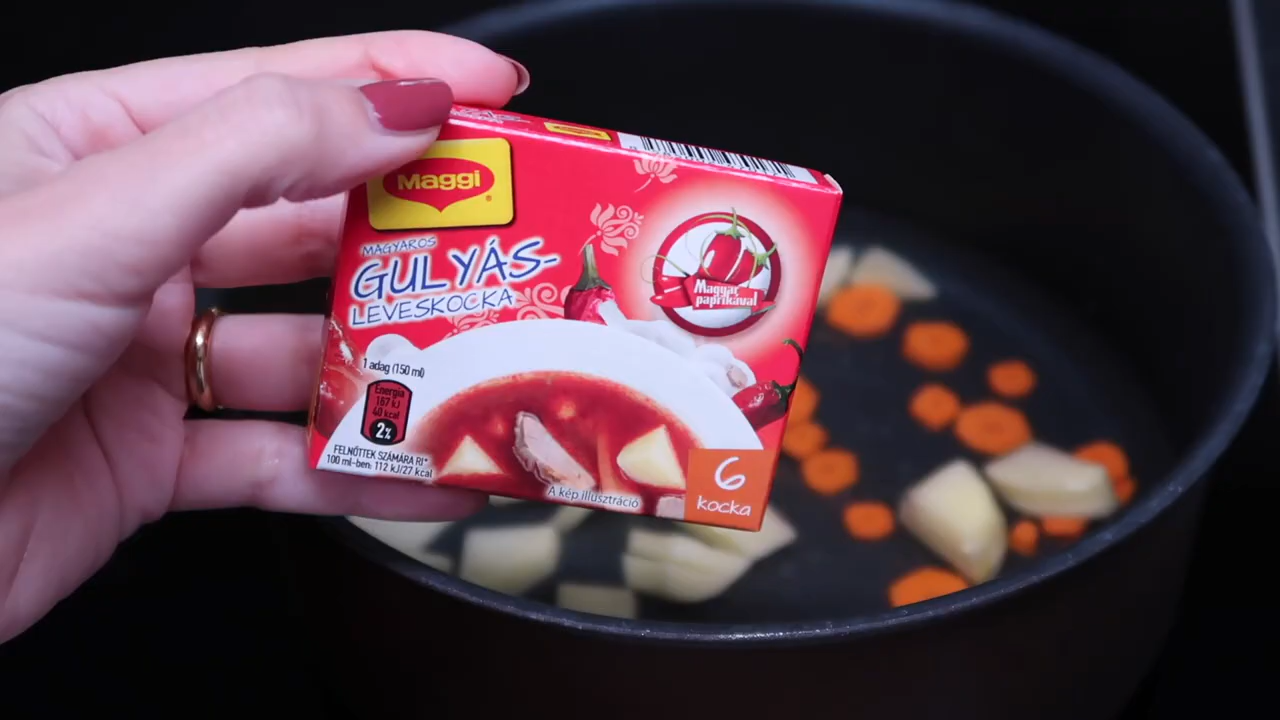 Maggi
MAGYAROS
GULYÁS-
LEVESKOCKA
Magyar
paprikával
1 adag (150 ml)
Energia
167 kJ
40 kcal
2%
FELNŐTTEK SZÁMÁRA RI*
100 ml-ben: 112 kJ/27 kcal
A kép illusztráció
6
kocka